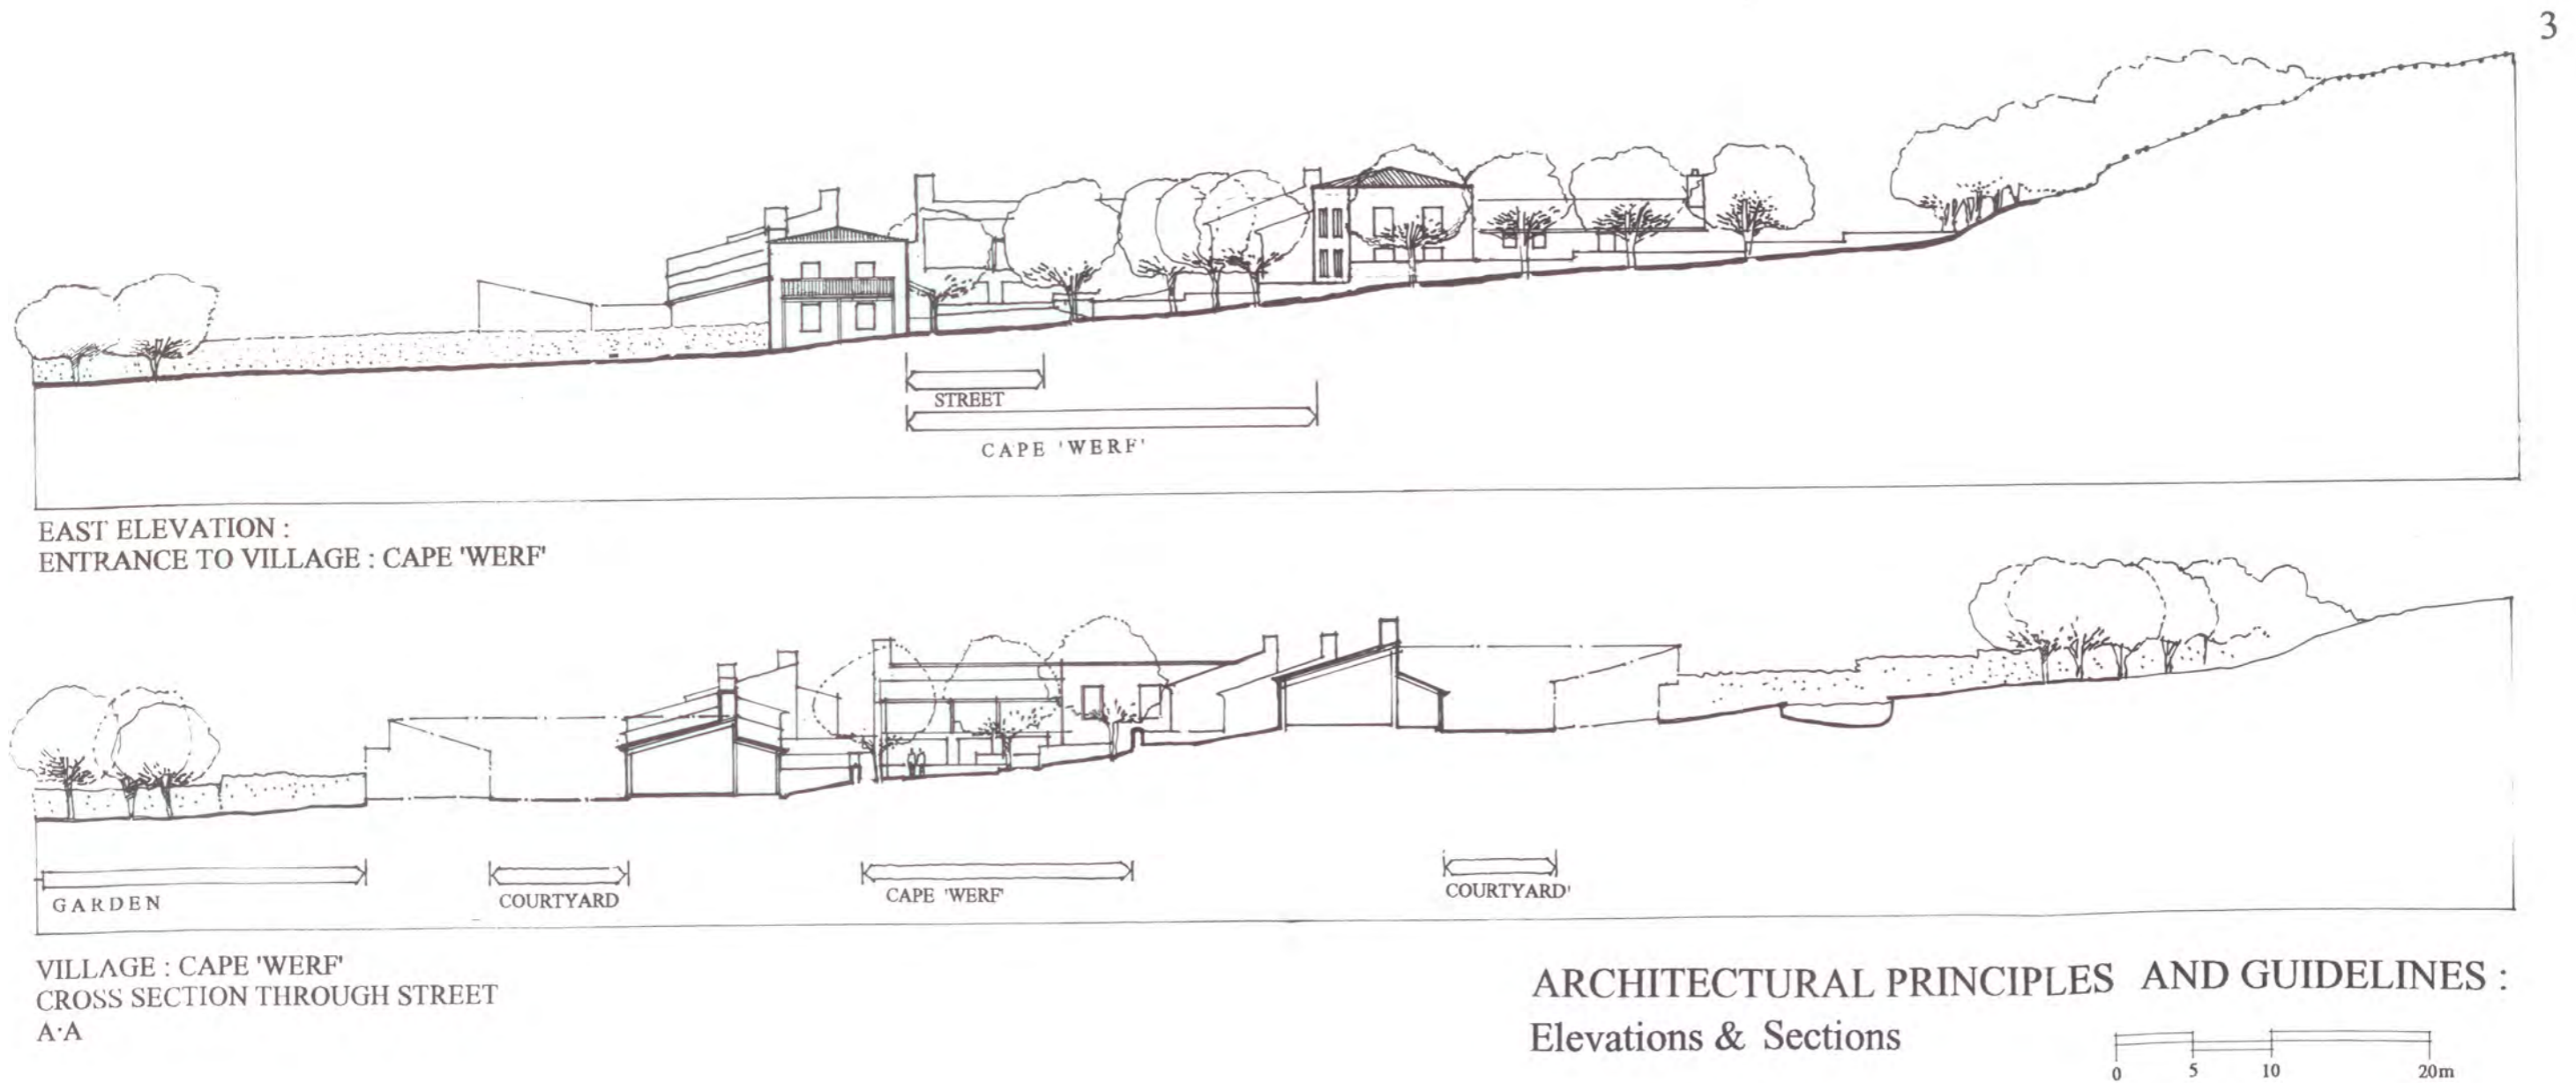 3
STREET
CAPE 'WERF'
EAST ELEVATION :
ENTRANCE TO VILLAGE : CAPE 'WERF'
GARDEN
COURTYARD
CAPE 'WERF'
COURTYARD'
VILLAGE : CAPE 'WERF'
CROSS SECTION THROUGH STREET
A·A
ARCHITECTURAL PRINCIPLES AND GUIDELINES :
Elevations & Sections
0 5 10 20m